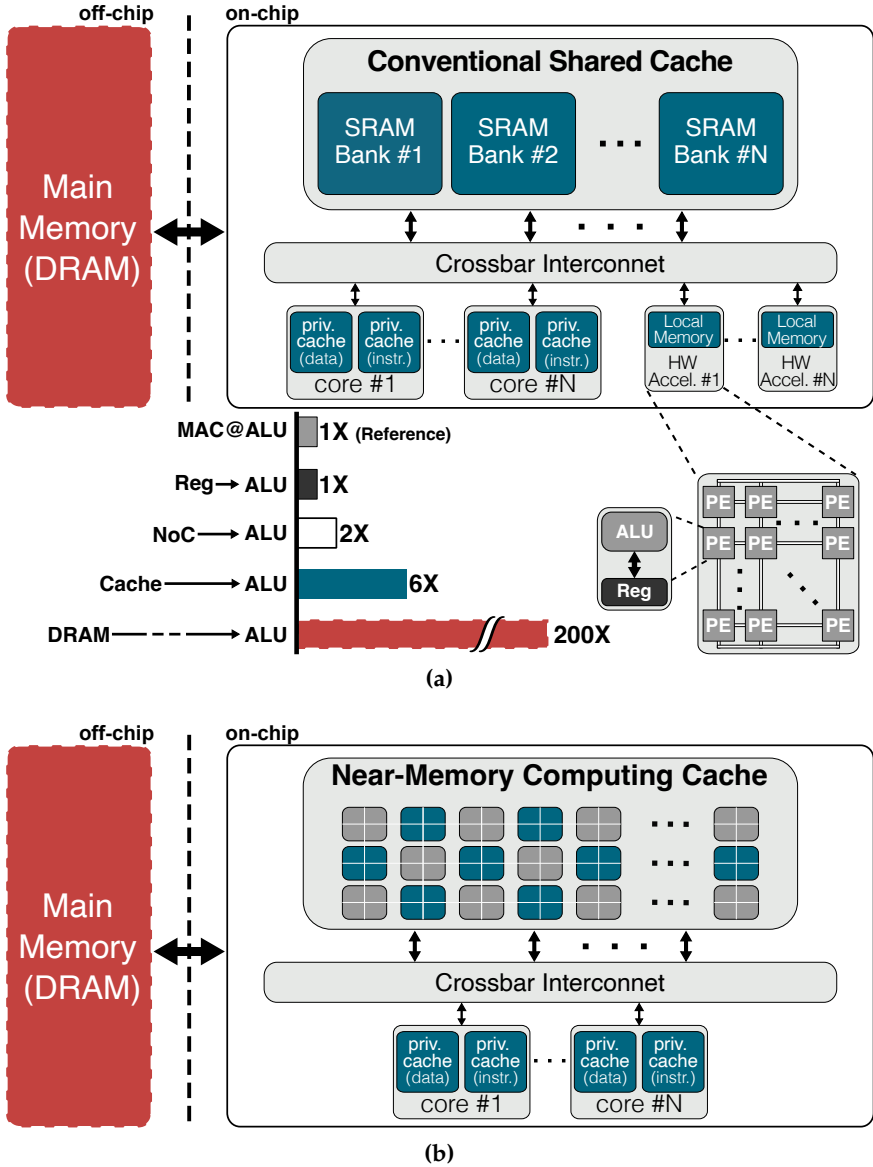 off-chip
on-chip
Main
Memory
(DRAM)
Conventional Shared Cache
SRAM
Bank #1
SRAM
Bank #2
SRAM
Bank #N
Crossbar Interconnet
priv.
cache
(data)
priv.
cache
(instr.)
core #1
priv.
cache
(data)
priv.
cache
(instr.)
core #N
Local
Memory
HW
Accel. #1
Local
Memory
HW
Accel. #N
MAC@ALU
1X (Reference)
Reg
ALU
1X
NoC
ALU
2X
Cache
ALU
6X
DRAM
ALU
200X
ALU
Reg
PE
PE
PE
PE
PE
PE
PE
PE
PE
(a)
off-chip
on-chip
Main
Memory
(DRAM)
Near-Memory Computing Cache
Crossbar Interconnet
priv.
cache
(data)
priv.
cache
(instr.)
core #1
priv.
cache
(data)
priv.
cache
(instr.)
core #N
(b)